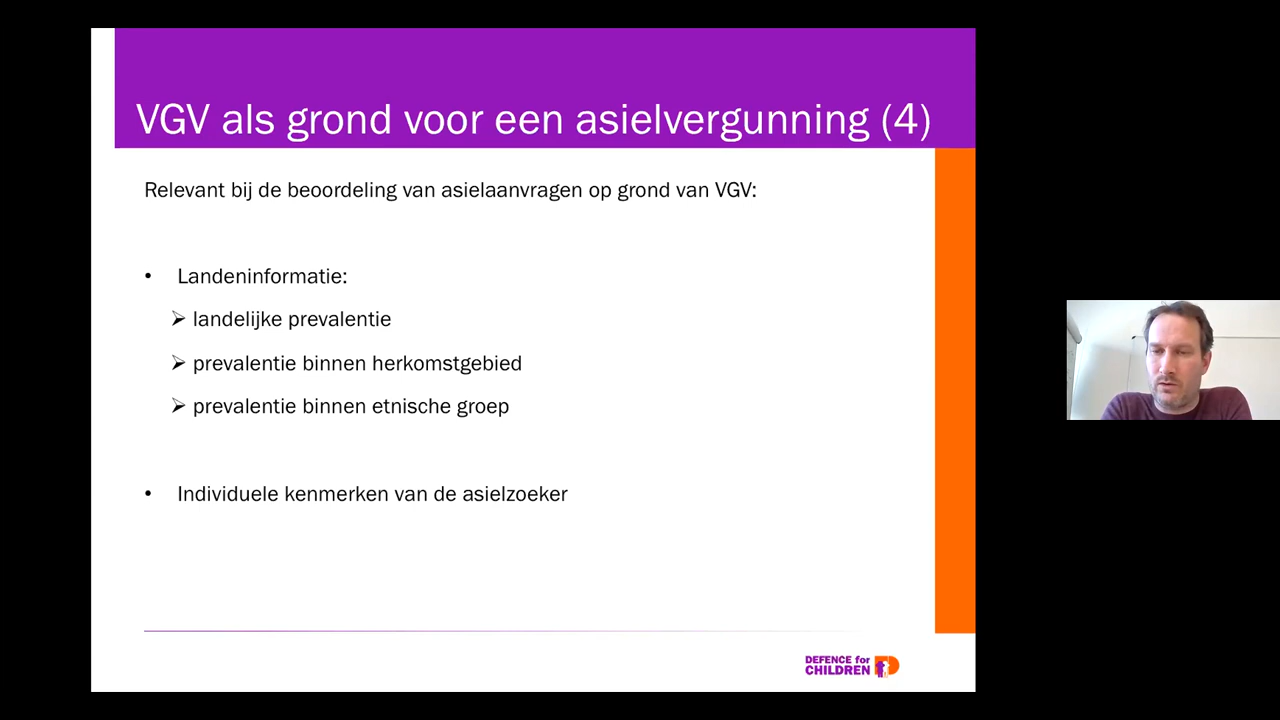 VGV als grond voor een asielvergunning (4)
Relevant bij de beoordeling van asielaanvragen op grond van VGV:
• Landeninformatie:
➢ landelijke prevalentie
➢ prevalentie binnen herkomstgebied
➢ prevalentie binnen etnische groep
• Individuele kenmerken van de asielzoeker
DEFENCE for
CHILDREN